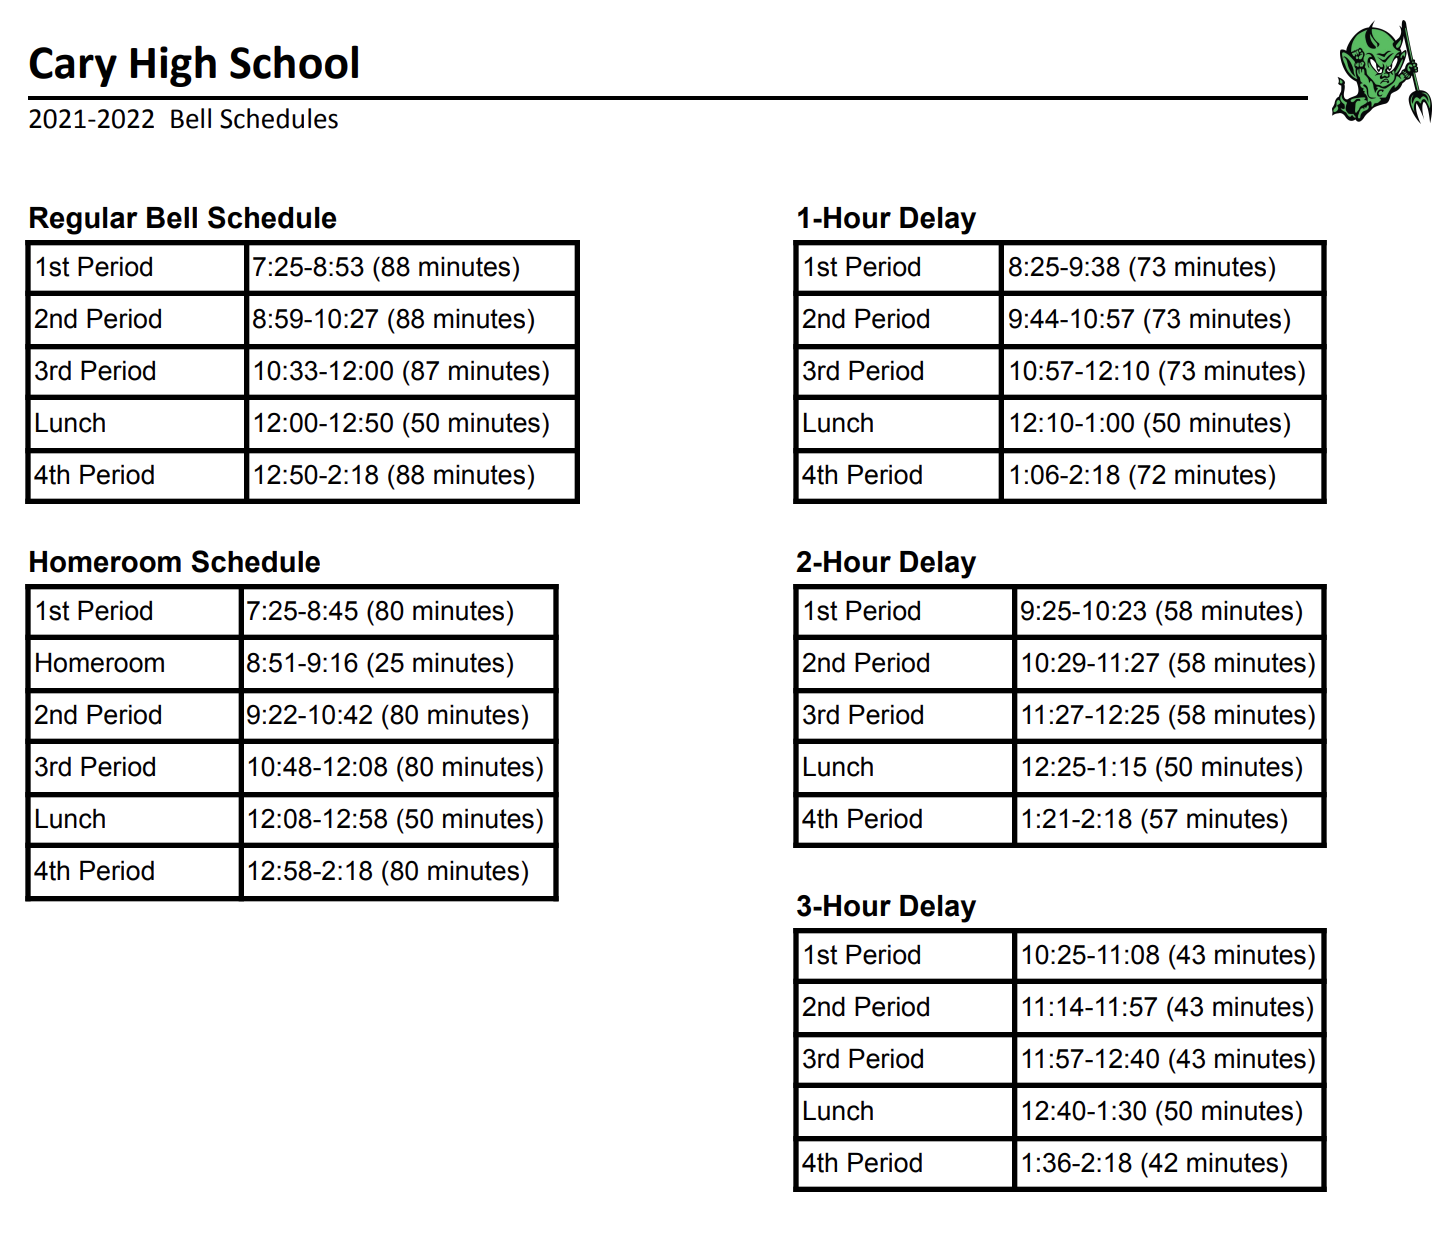 Cary High School
2021-2022 Bell Schedules
Regular Bell Schedule
1st Period 7:25-8:53 (88 minutes)
2nd Period 8:59-10:27 (88 minutes)
3rd Period 10:33-12:00 (87 minutes)
Lunch 12:00-12:50 (50 minutes)
4th Period 12:50-2:18 (88 minutes)
Homeroom Schedule
1st Period 7:25-8:45 (80 minutes)
Homeroom 8:51-9:16 (25 minutes)
2nd Period 9:22-10:42 (80 minutes)
3rd Period 10:48-12:08 (80 minutes)
Lunch 12:08-12:58 (50 minutes)
4th Period 12:58-2:18 (80 minutes)
1-Hour Delay
1st Period 8:25-9:38 (73 minutes)
2nd Period 9:44-10:57 (73 minutes)
3rd Period 10:57-12:10 (73 minutes)
Lunch 12:10-1:00 (50 minutes)
4th Period 1:06-2:18 (72 minutes)
2-Hour Delay
1st Period 9:25-10:23 (58 minutes)
2nd Period 10:29-11:27 (58 minutes)
3rd Period 11:27-12:25 (58 minutes)
Lunch 12:25-1:15 (50 minutes)
4th Period 1:21-2:18 (57 minutes)
3-Hour Delay
1st Period 10:25-11:08 (43 minutes)
2nd Period 11:14-11:57 (43 minutes)
3rd Period 11:57-12:40 (43 minutes)
Lunch 12:40-1:30 (50 minutes)
4th Period 1:36-2:18 (42 minutes)